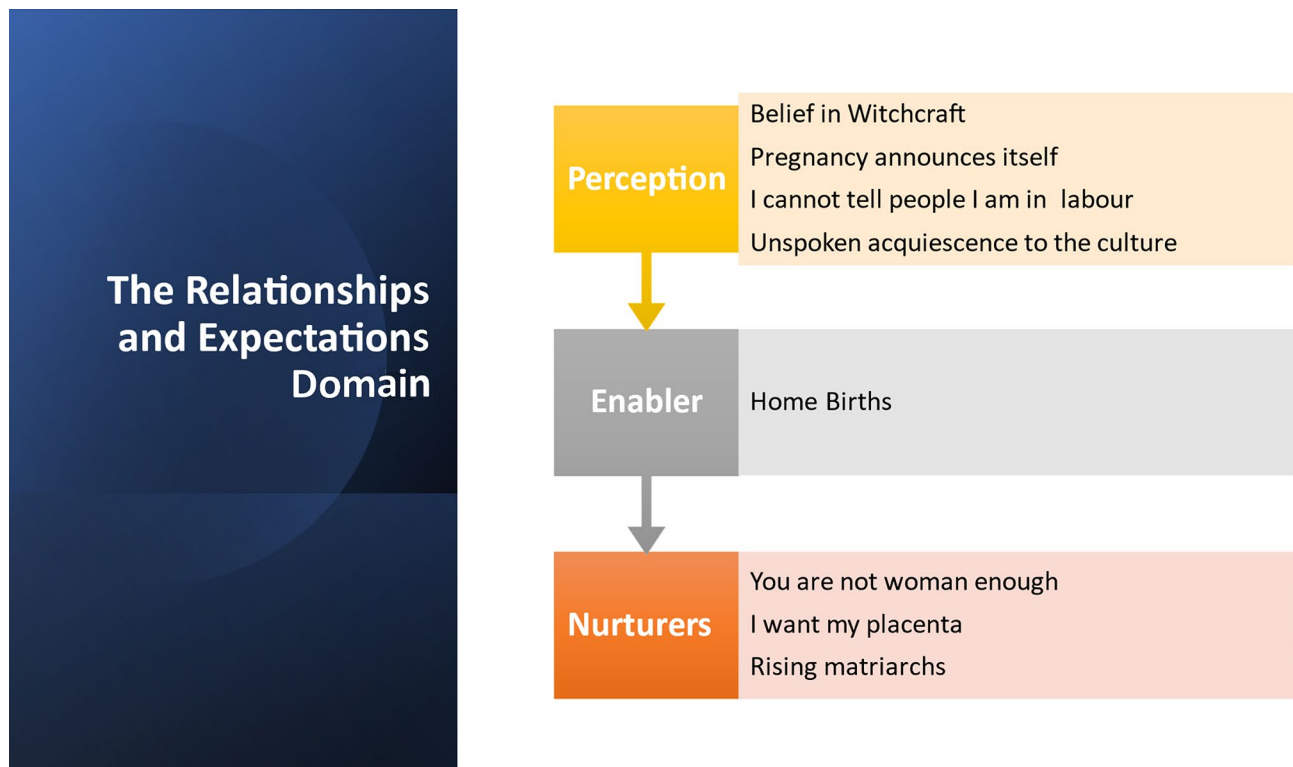 The Relationships
and Expectations
Domain
Perception
Belief in Witchcraft
Pregnancy announces itself
I cannot tell people I am in  labour
Unspoken acquiescence to the culture
Enabler
Home Births
Nurturers
You are not woman enough
I want my placenta
Rising matriarchs